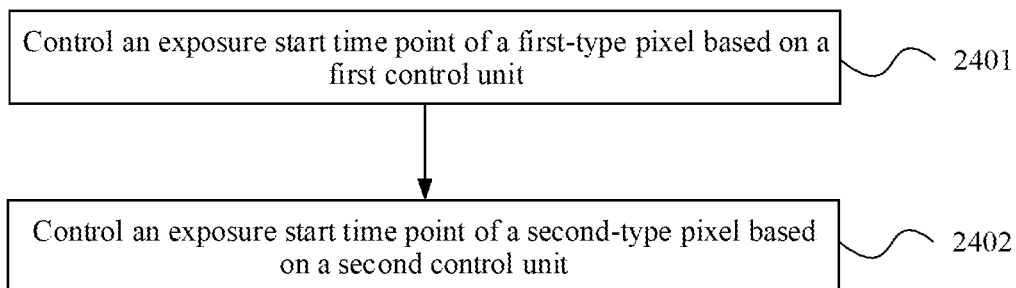 Control an exposure start time point of a first-type pixel based on a
first control unit
2401
Control an exposure start time point of a second-type pixel based
on a second control unit
2402